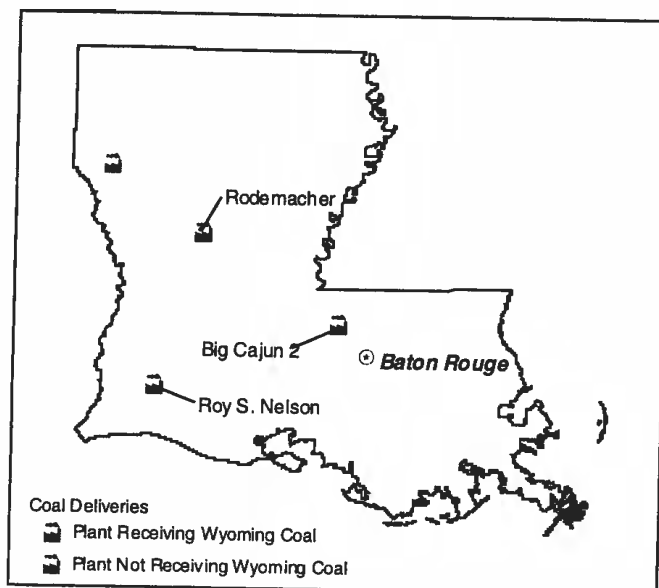 Rodemacher
Big Cajun 2
Baton Rouge
Roy S. Nelson
Coal Deliveries
Plant Receiving Wyoming Coal
Plant Not Receiving Wyoming Coal